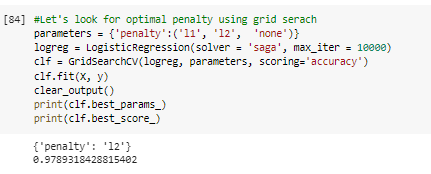 [84] #Let's look for optimal penalty using grid serach
parameters = {'penalty':('l1', 'l2',  'none')}
logreg = LogisticRegression(solver = 'saga', max_iter = 10000)
clf = GridSearchCV(logreg, parameters, scoring='accuracy')
clf.fit(X, y)
clear_output()
print(clf.best_params_)
print(clf.best_score_)
{'penalty': 'l2'}
0.9789318428815402